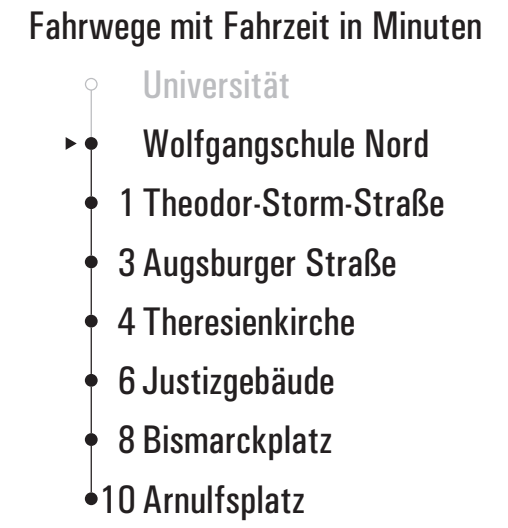 Fahrwege mit Fahrzeit in Minuten
Universität
Wolfgangschule Nord
1 Theodor-Storm-Straße
3 Augsburger Straße
4 Theresienkirche
6 Justizgebäude
8 Bismarckplatz
10 Arnulfsplatz